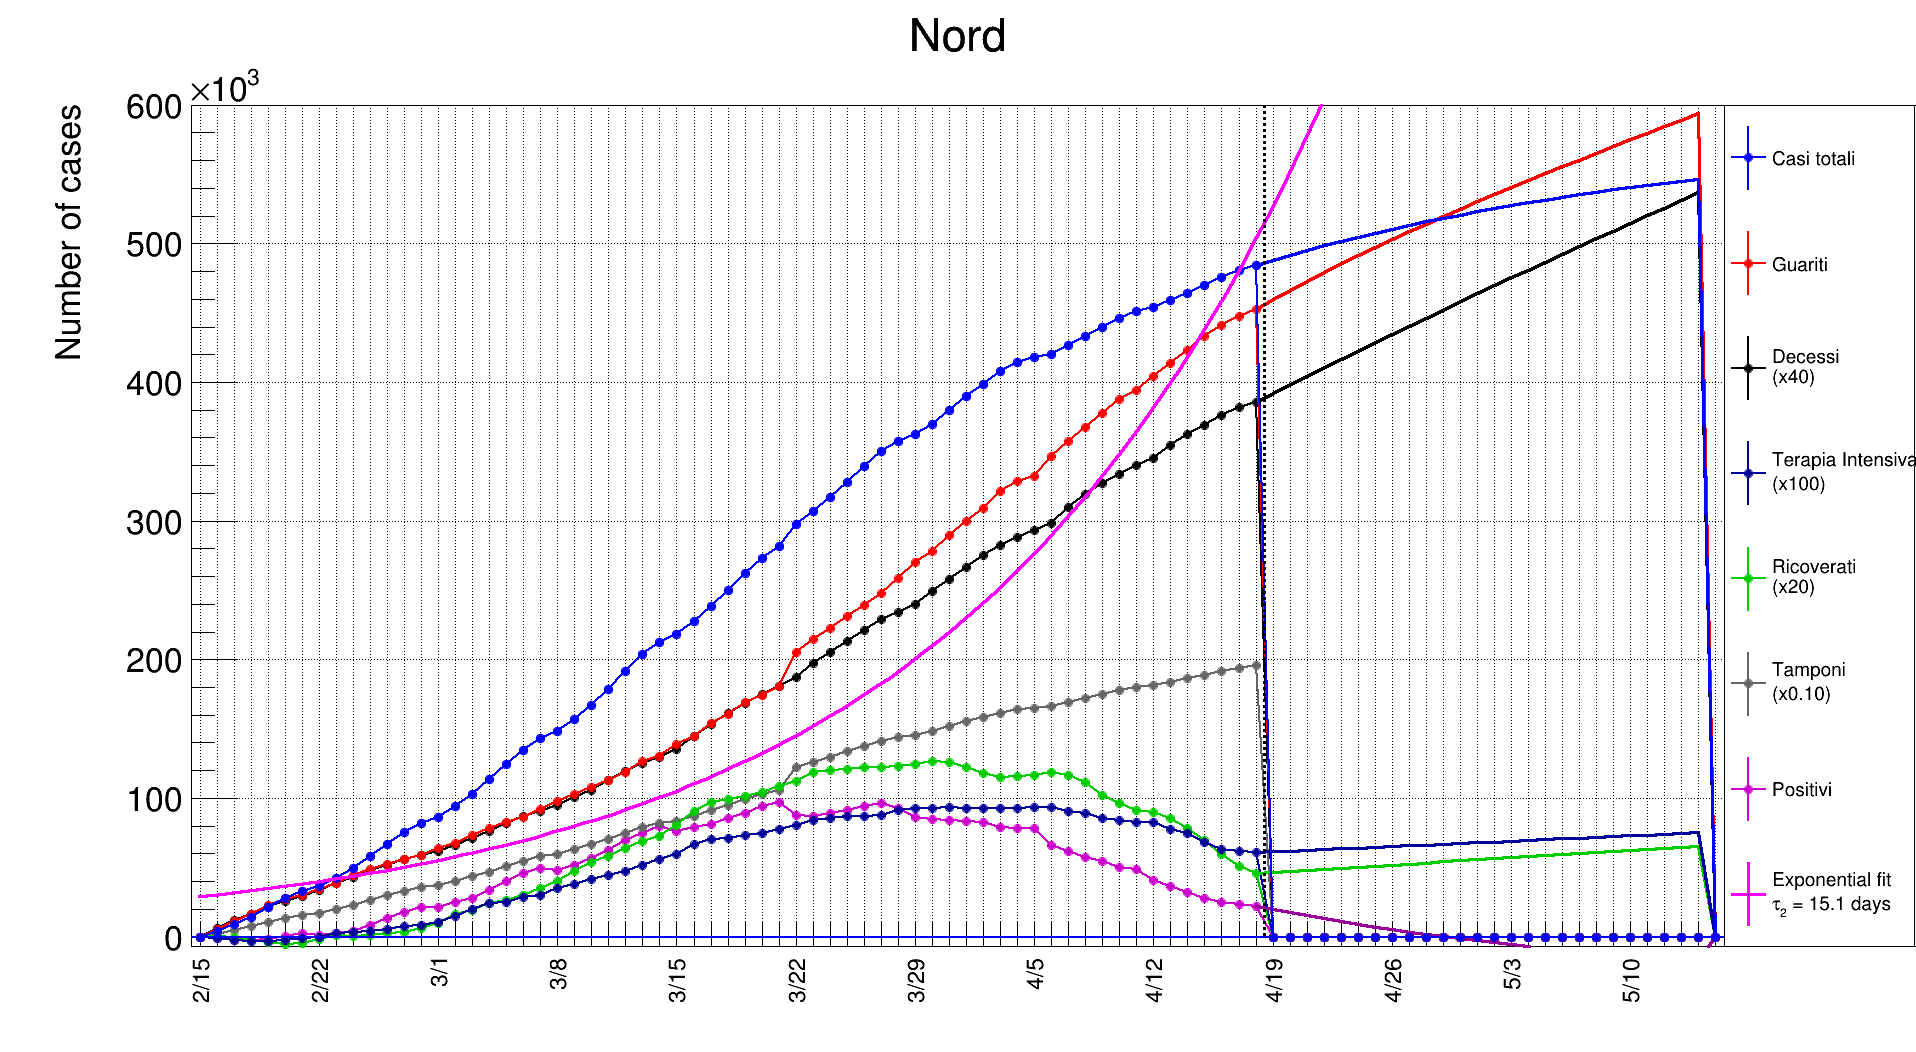 Nord
×10³
Number of cases
600
500
400
300
200
100
0
2/15
2/22
3/1
3/8
3/15
3/22
3/29
4/5
4/12
4/19
4/26
5/3
5/10
Casi totali
Guariti
Decessi
(x40)
Terapia Intensiva
(x100)
Ricoverati
(x20)
Tamponi
(x0.10)
Positivi
Exponential fit
τ₂ = 15.1 days